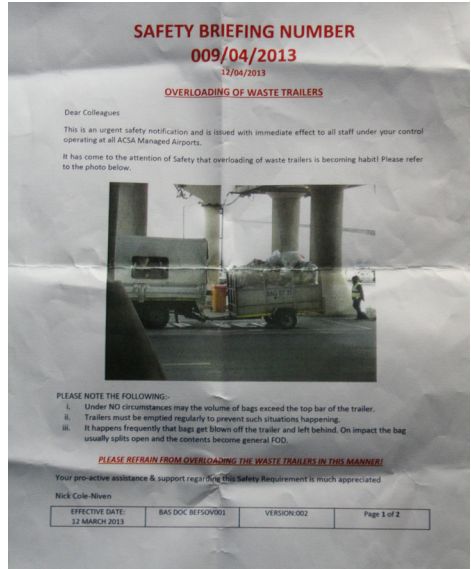 SAFETY BRIEFING NUMBER
009/04/2013
12/04/2013
OVERLOADING OF WASTE TRAILERS
Dear Colleagues
This is an urgent safety notification and is issued with immediate effect to all staff under your control
operating at all ACSA Managed Airports.
It has come to the attention of Safety that overloading of waste trailers is becoming habit! Please refer
to the photo below.
PLEASE NOTE THE FOLLOWING:-
i. Under NO circumstances may the volume of bags exceed the top bar of the trailer.
ii. Trailers must be emptied regularly to prevent such situations happening.
iii. It happens frequently that bags get blown off the trailer and left behind. On impact the bag
usually splits open and the contents become general FOD.
PLEASE REFRAIN FROM OVERLOADING THE WASTE TRAILERS IN THIS MANNER!
Your pro-active assistance & support regarding this Safety Requirement is much appreciated
Nick Cole-Niven
EFFECTIVE DATE: BAS DOC BEFSOV001 VERSION:002 Page 1 of 2
12 MARCH 2013